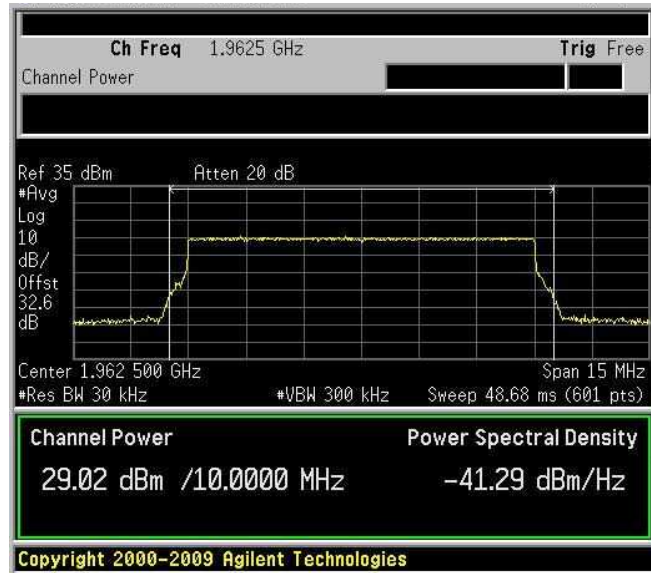 Ch Freq 1.9625 GHz Trig Free
Channel Power
Ref 35 dBm Atten 20 dB
#Avg
Log
10
dB/
Offst
32.6
dB
Center 1.962 500 GHz Span 15 MHz
#Res BW 30 kHz #VBW 300 kHz Sweep 48.68 ms (601 pts)
Channel Power Power Spectral Density
29.02 dBm /10.0000 MHz -41.29 dBm/Hz
Copyright 2000-2009 Agilent Technologies